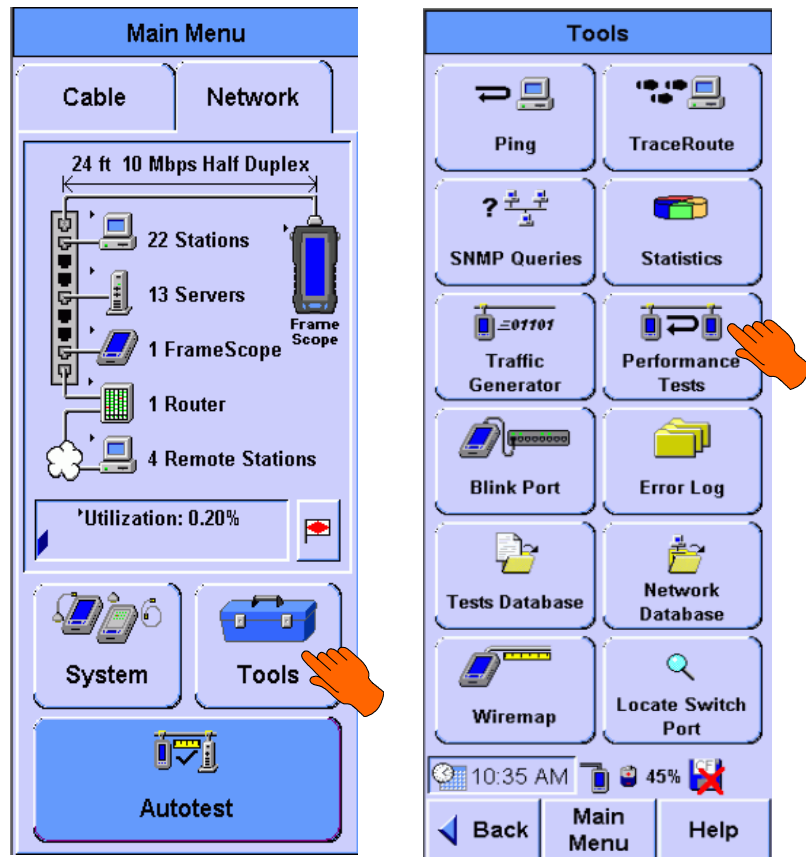 Main Menu
Cable
Network
24 ft 10 Mbps Half Duplex
22 Stations
13 Servers
Frame
Scope
1 FrameScope
1 Router
4 Remote Stations
Utilization: 0.20%
System
Tools
Autotest
Tools
Ping
TraceRoute
?
SNMP Queries
Statistics
01101
Traffic
Generator
Performance
Tests
Blink Port
Error Log
Tests Database
Network
Database
Wiremap
Locate Switch
Port
10:35 AM
45%
CF
Back
Main
Menu
Help